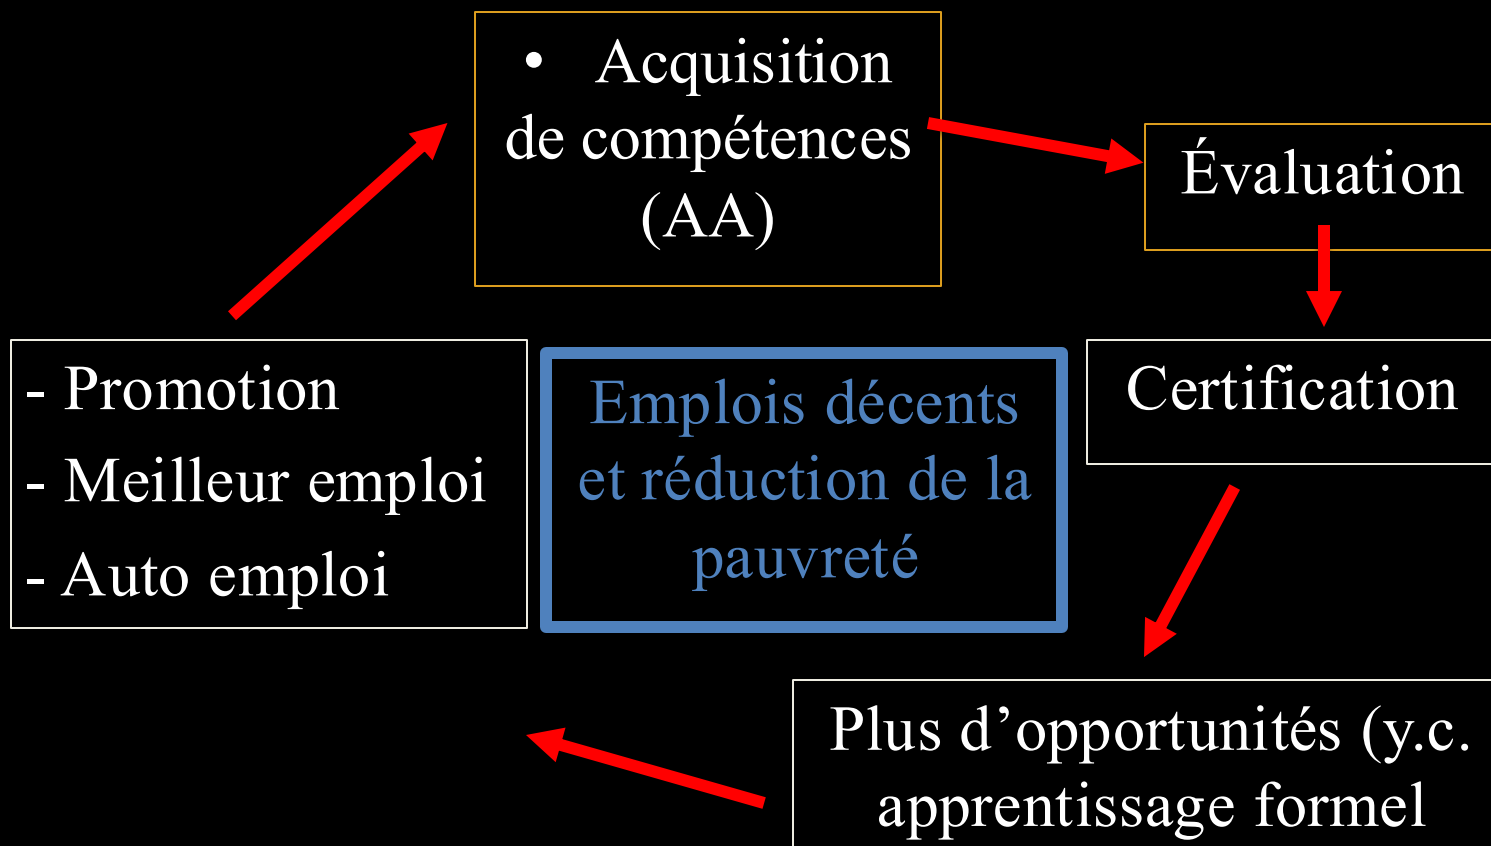 • Acquisition
de compétences
(AA)
Évaluation
Certification
Plus d’opportunités (y.c.
apprentissage formel
- Promotion
- Meilleur emploi
- Auto emploi
Emplois décents
et réduction de la
pauvreté